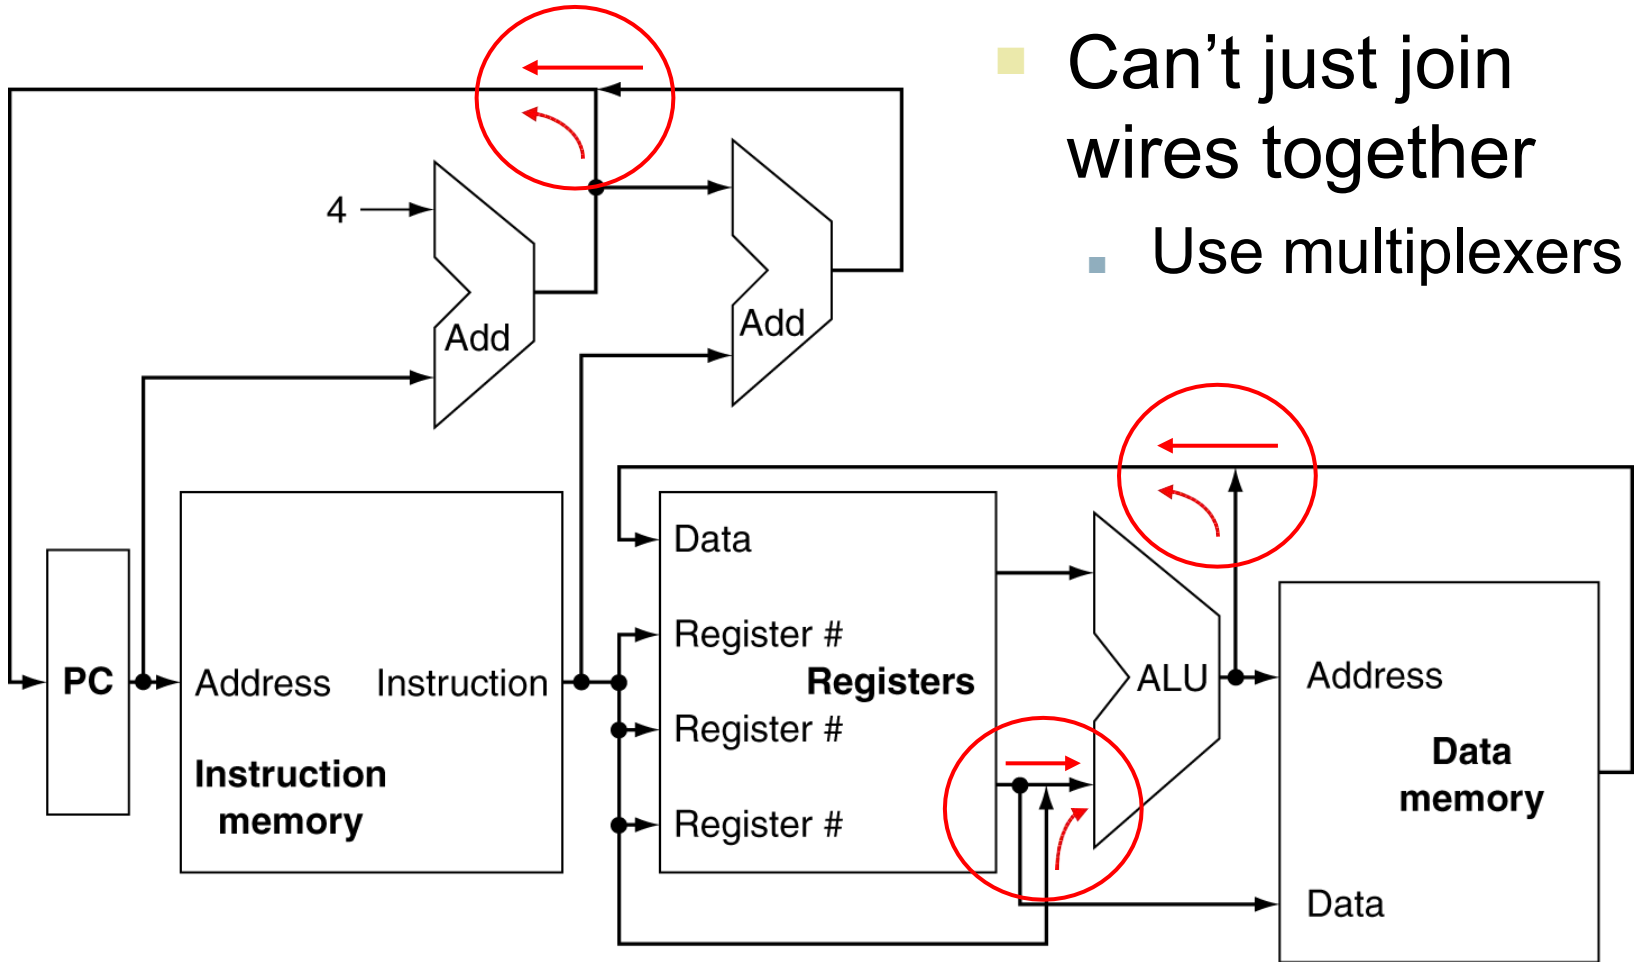 Can’t just join
wires together
Use multiplexers
4
Add
Add
Data
Register #
PC
Address
Instruction
Registers
ALU
Address
Register #
Instruction
memory
Data
memory
Register #
Data